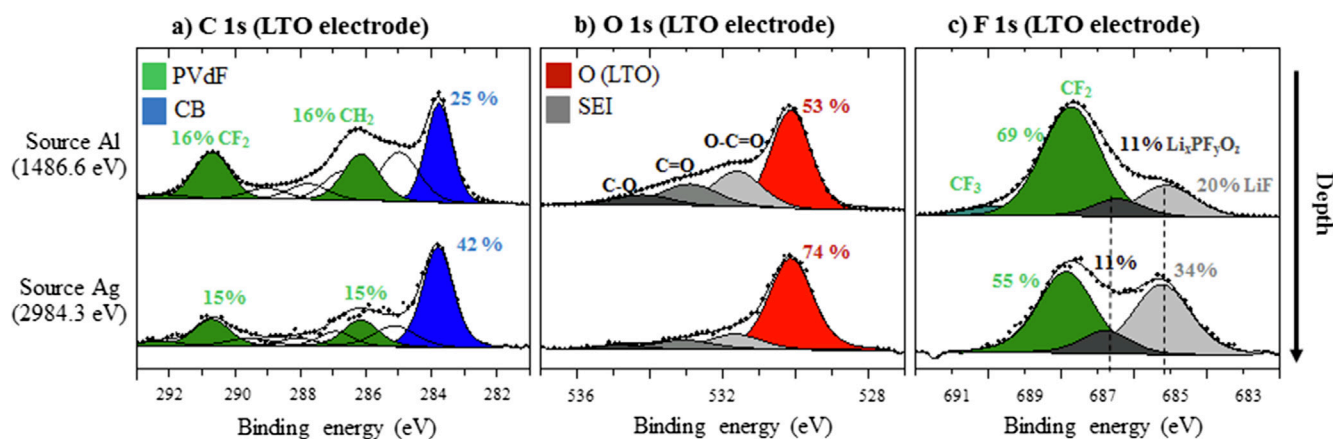 a) C 1s (LTO electrode)
b) O 1s (LTO electrode)
c) F 1s (LTO electrode)
PVdF
CB
16% CF2
16% CH2
25 %
O (LTO)
SEI
C-O
C=O
O-C=O
53 %
CF2
69 %
CF3
11% LixPFyO2
20% LiF
Source Al
(1486.6 eV)
Source Ag
(2984.3 eV)
15%
15%
42 %
74 %
55 %
11%
34%
Depth
292 290 288 286 284 282
536 532 528
691 689 687 685 683
Binding energy (eV)
Binding energy (eV)
Binding energy (eV)